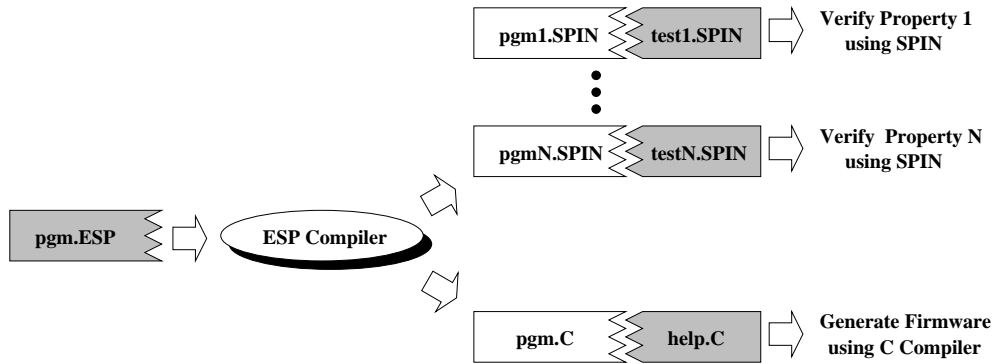 pgm1.SPIN test1.SPIN Verify Property 1
using SPIN
pgmN.SPIN testN.SPIN Verify Property N
using SPIN
pgm.ESP ESP Compiler
pgm.C help.C Generate Firmware
using C Compiler